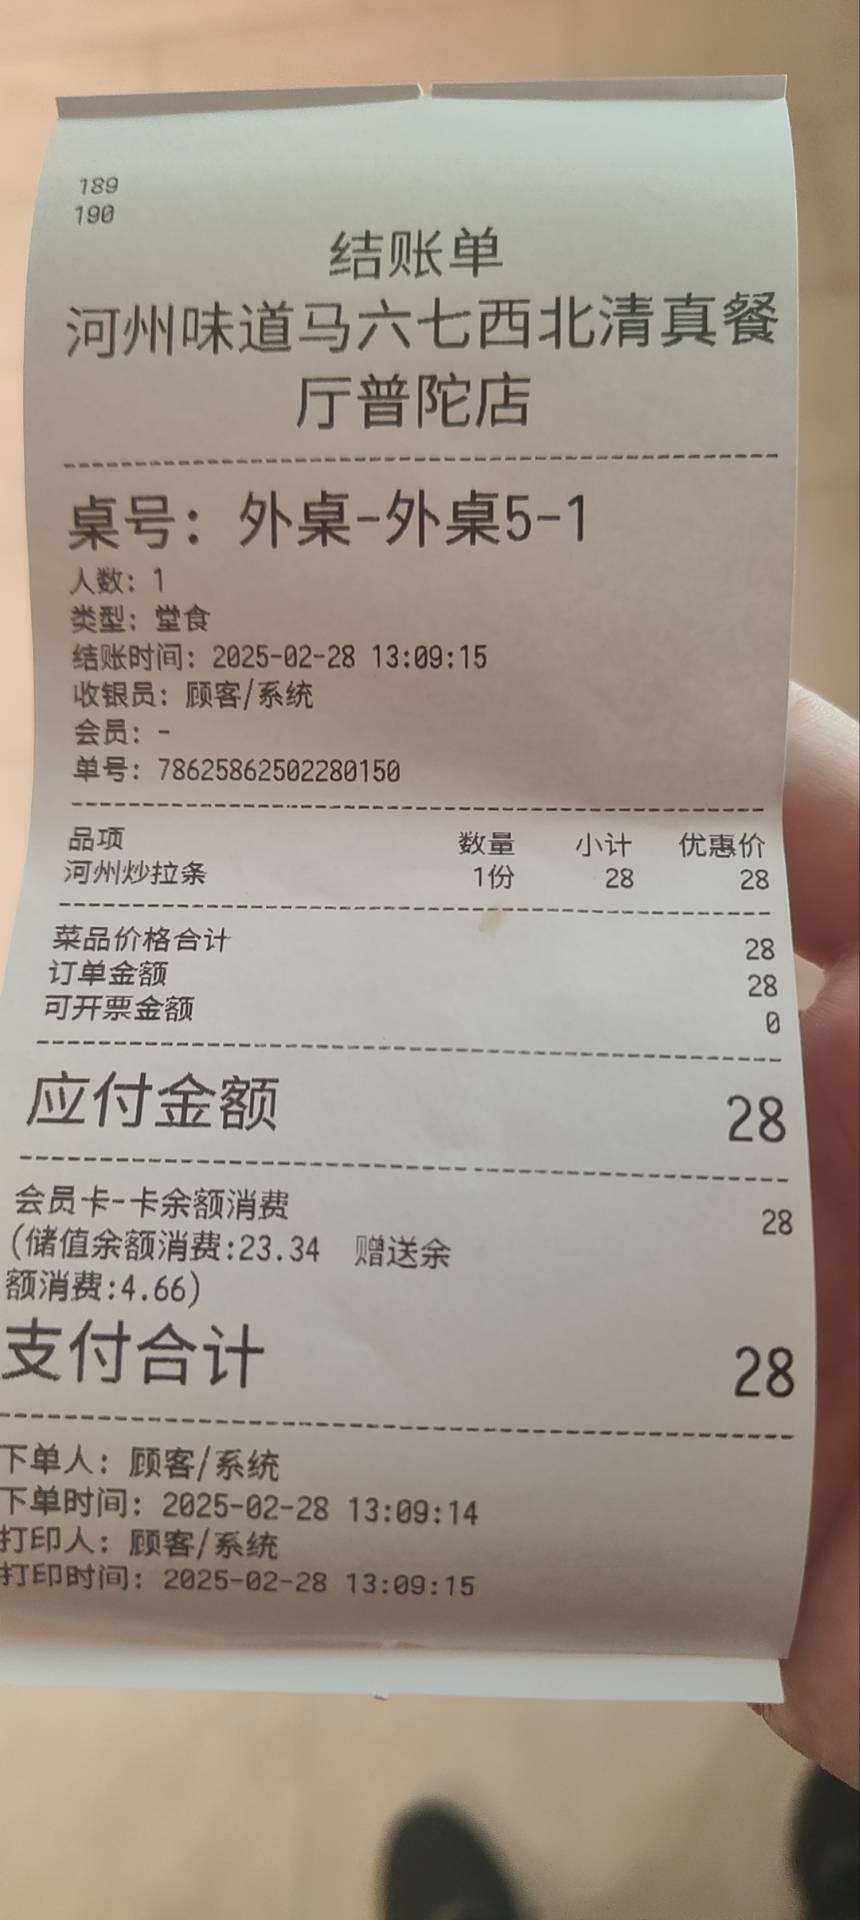 189
190
结账单
河州味道马六七西北清真餐
厅普陀店
桌号：外桌-外桌5-1
人数：1
类型：堂食
结账时间：2025-02-28 13:09:15
收银员：顾客/系统
会员：-
单号：78625862502280150
品项 数量 小计 优惠价
河州炒拉条 1份 28 28
菜品价格合计 28
订单金额 28
可开票金额 0
应付金额 28
会员卡-卡余额消费 28
(储值余额消费:23.34 赠送余
额消费:4.66)
支付合计 28
下单人：顾客/系统
下单时间：2025-02-28 13:09:14
打印人：顾客/系统
打印时间：2025-02-28 13:09:15